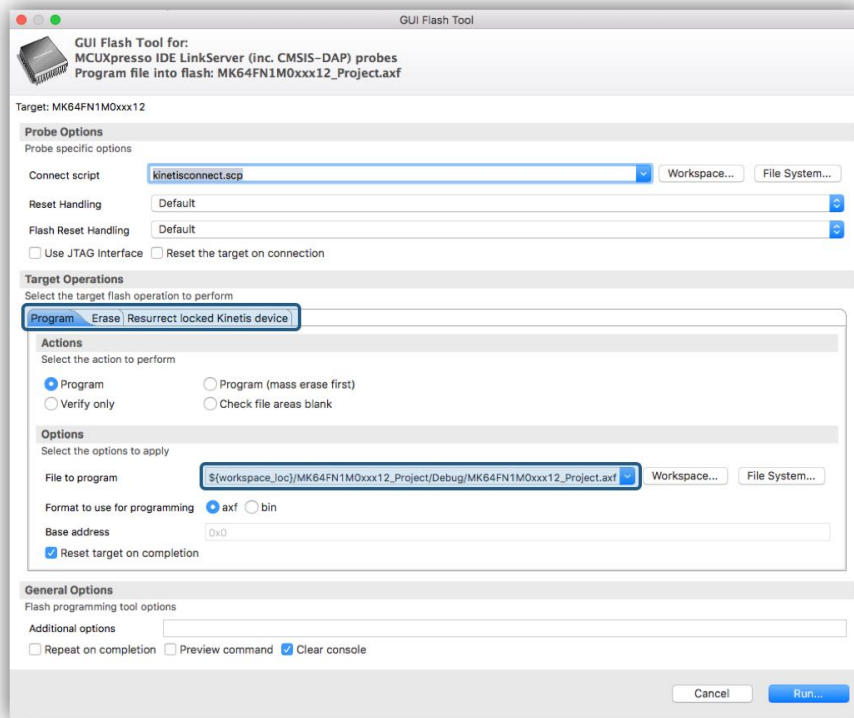 GUI Flash Tool
GUI Flash Tool for:
MCUXpresso IDE LinkServer (inc. CMSIS-DAP) probes
Program file into flash: MK64FN1M0xxx12_Project.axf
Target: MK64FN1M0xxx12
Probe Options
Probe specific options
Connect script kinetisconnect.scp Workspace... File System...
Reset Handling Default
Flash Reset Handling Default
Use JTAG Interface Reset the target on connection
Target Operations
Select the target flash operation to perform
Program Erase Resurrect locked Kinetis device
Actions
Select the action to perform
Program Program (mass erase first)
Verify only Check file areas blank
Options
Select the options to apply
File to program ${workspace_loc}/MK64FN1M0xxx12_Project/Debug/MK64FN1M0xxx12_Project.axf Workspace... File System...
Format to use for programming axf bin
Base address 0x0
Reset target on completion
General Options
Flash programming tool options
Additional options
Repeat on completion Preview command Clear console
Cancel Run...